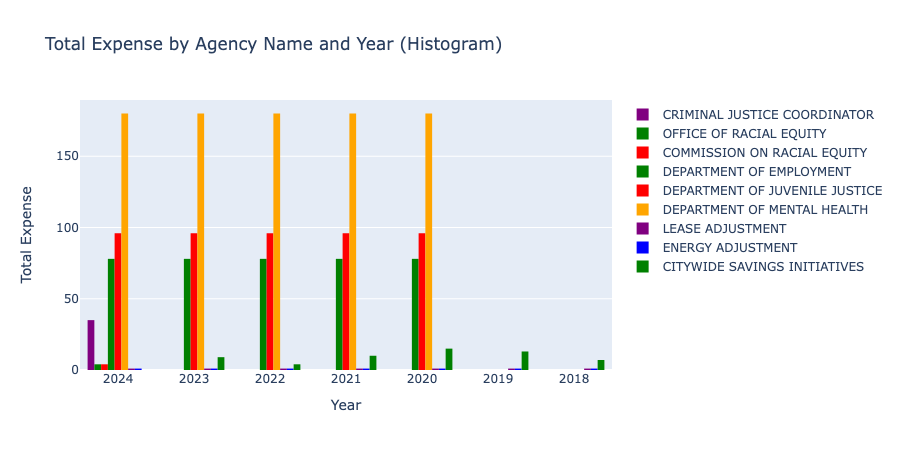 Total Expense by Agency Name and Year (Histogram)
CRIMINAL JUSTICE COORDINATOR
OFFICE OF RACIAL EQUITY
COMMISSION ON RACIAL EQUITY
DEPARTMENT OF EMPLOYMENT
DEPARTMENT OF JUVENILE JUSTICE
DEPARTMENT OF MENTAL HEALTH
LEASE ADJUSTMENT
ENERGY ADJUSTMENT
CITYWIDE SAVINGS INITIATIVES
Total Expense
150
100
50
0
2024 2023 2022 2021 2020 2019 2018
Year